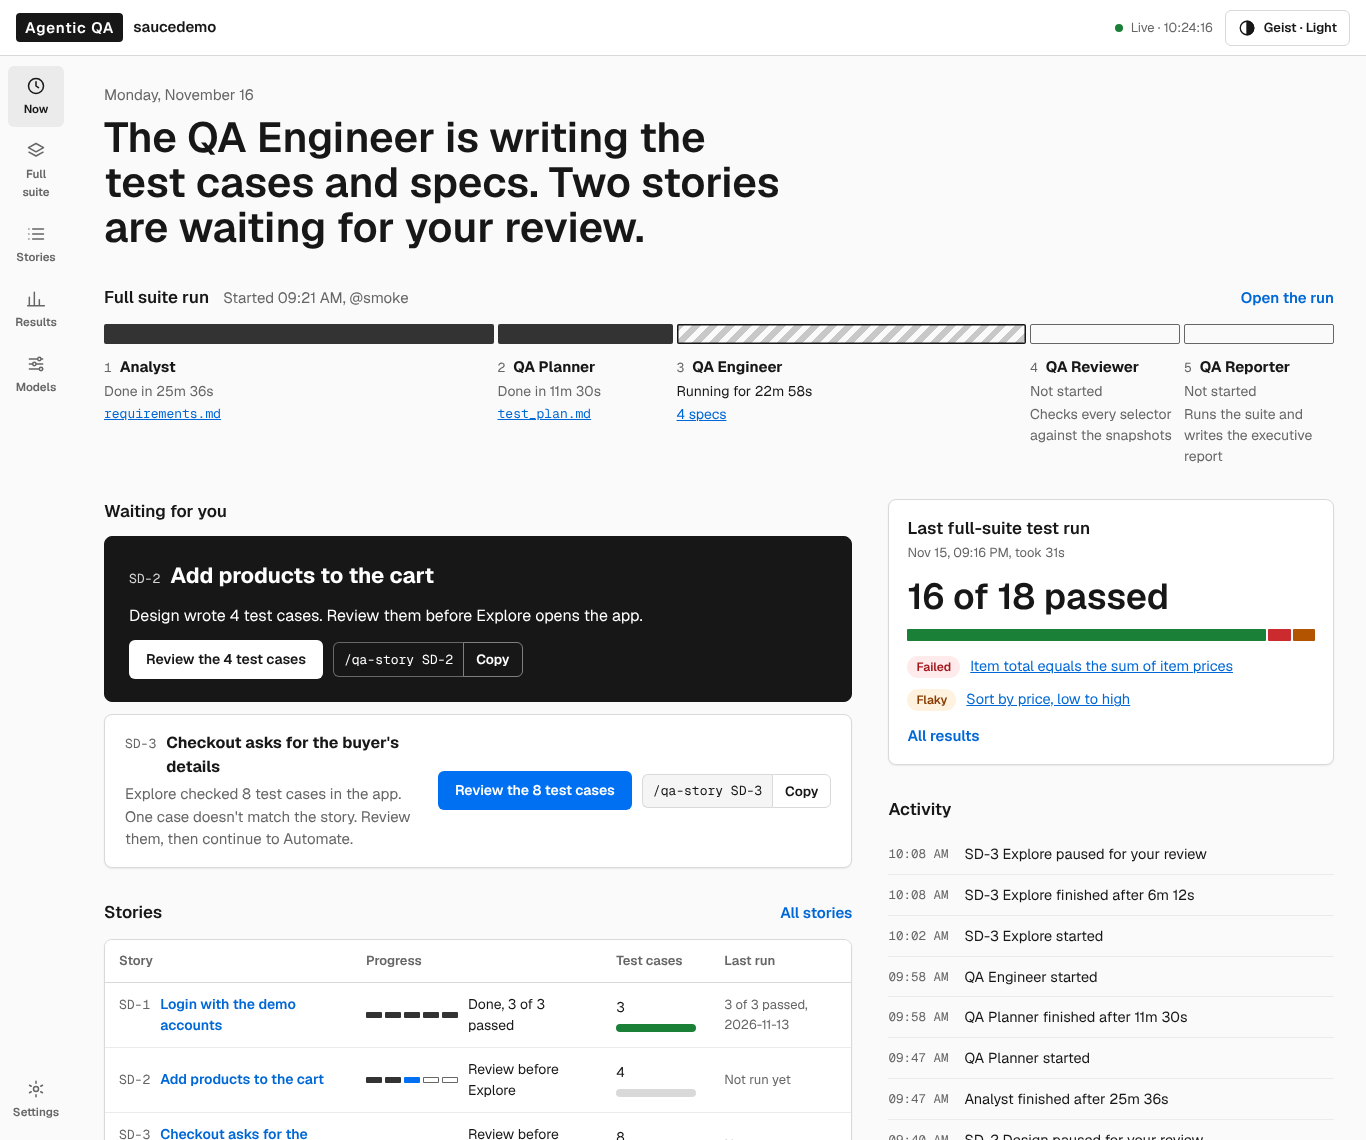 Agentic QA saucedemo
Live · 10:24:16
Geist · Light
Now
Full
suite
Stories
Results
Models
Settings
Monday, November 16
The QA Engineer is writing the
test cases and specs. Two stories
are waiting for your review.
Full suite run Started 09:21 AM, @smoke
Open the run
1 Analyst
Done in 25m 36s
requirements.md
2 QA Planner
Done in 11m 30s
test_plan.md
3 QA Engineer
Running for 22m 58s
4 specs
4 QA Reviewer
Not started
Checks every selector
against the snapshots
5 QA Reporter
Not started
Runs the suite and
writes the executive
report
Waiting for you
SD-2 Add products to the cart
Design wrote 4 test cases. Review them before Explore opens the app.
Review the 4 test cases
/qa-story SD-2 Copy
SD-3 Checkout asks for the buyer's
details
Explore checked 8 test cases in the app.
One case doesn't match the story. Review
them, then continue to Automate.
Review the 8 test cases
/qa-story SD-3 Copy
Stories
All stories
Story Progress Test cases Last run
SD-1 Login with the demo
accounts
Done, 3 of 3
passed
3
3 of 3 passed,
2026-11-13
SD-2 Add products to the cart
Review before
Explore
4
Not run yet
SD-3 Checkout asks for the
Review before
8
Last full-suite test run
Nov 15, 09:16 PM, took 31s
16 of 18 passed
Failed Item total equals the sum of item prices
Flaky Sort by price, low to high
All results
Activity
10:08 AM SD-3 Explore paused for your review
10:08 AM SD-3 Explore finished after 6m 12s
10:02 AM SD-3 Explore started
09:58 AM QA Engineer started
09:58 AM QA Planner finished after 11m 30s
09:47 AM QA Planner started
09:47 AM Analyst finished after 25m 36s
09:40 AM SD-2 Design paused for your review